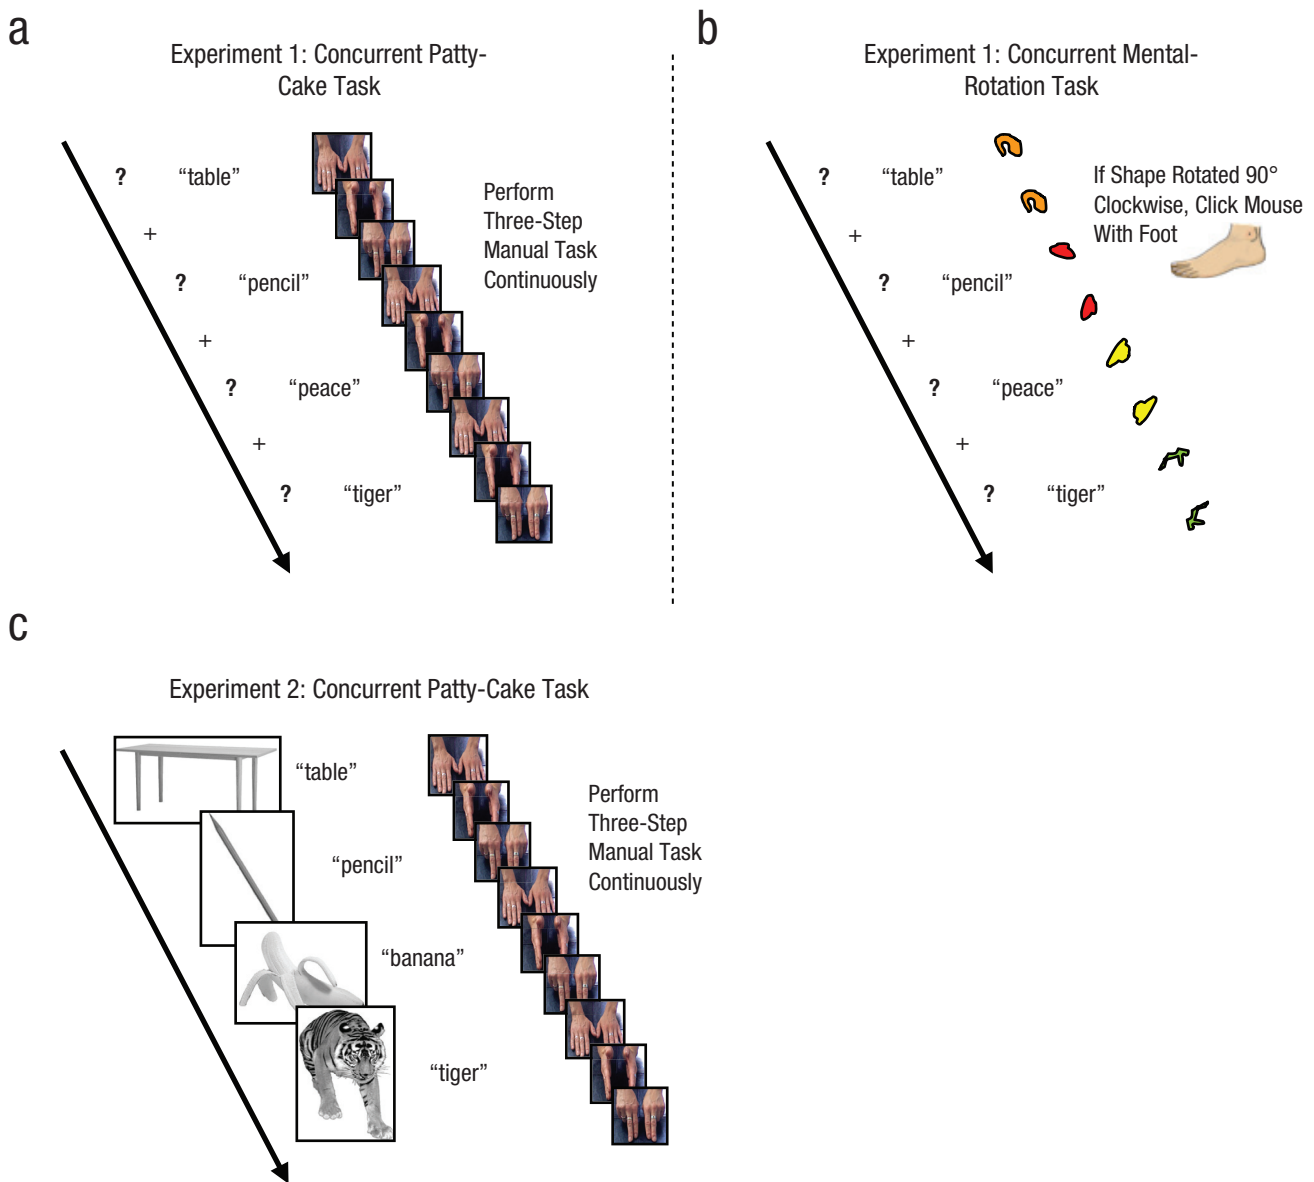 a
Experiment 1: Concurrent Patty-
Cake Task
? “table”
+
? “pencil”
+
? “peace”
+
? “tiger”
Perform
Three-Step
Manual Task
Continuously
b
Experiment 1: Concurrent Mental-
Rotation Task
? “table”
+
? “pencil”
+
? “peace”
+
? “tiger”
If Shape Rotated 90°
Clockwise, Click Mouse
With Foot
c
Experiment 2: Concurrent Patty-Cake Task
“table”
“pencil”
“banana”
“tiger”
Perform
Three-Step
Manual Task
Continuously